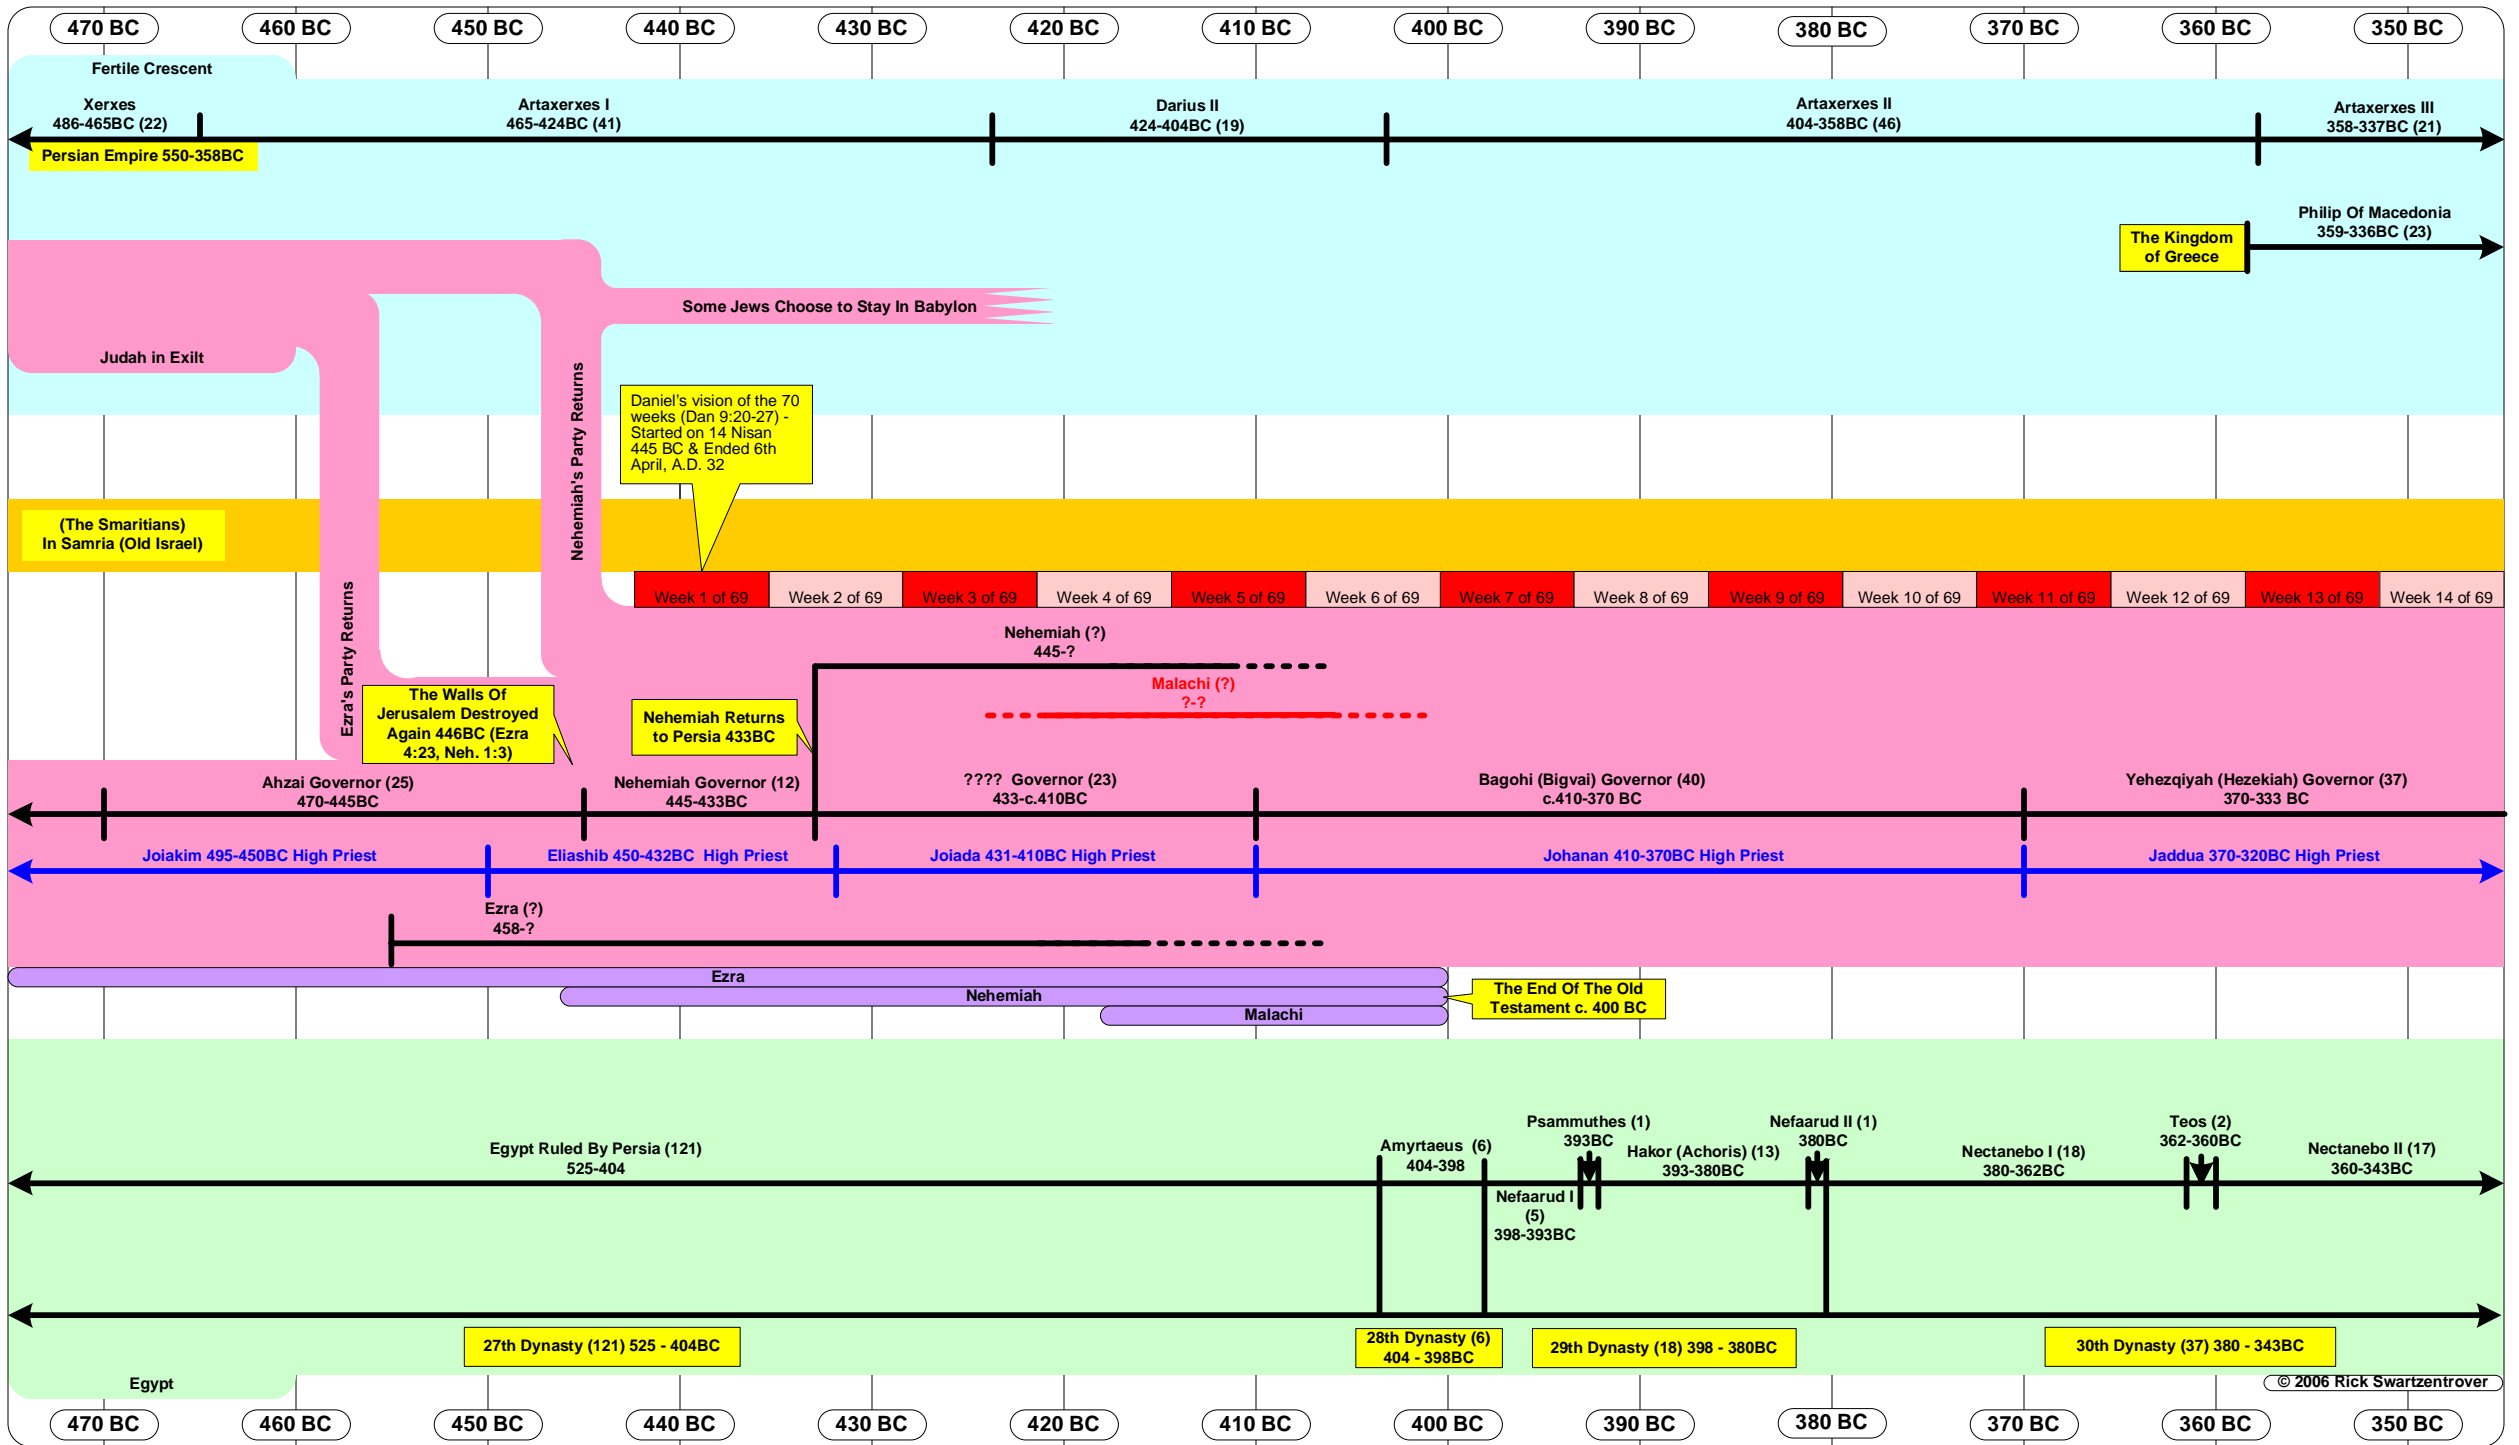 470 BC
460 BC
450 BC
440 BC
430 BC
420 BC
410 BC
400 BC
390 BC
380 BC
370 BC
360 BC
350 BC
Fertile Crescent
Xerxes
486-465BC (22)
Artaxerxes I
465-424BC (41)
Darius II
424-404BC (19)
Artaxerxes II
404-358BC (46)
Artaxerxes III
358-337BC (21)
Persian Empire 550-358BC
The Kingdom
of Greece
Philip Of Macedonia
359-336BC (23)
Some Jews Choose to Stay In Babylon
Judah in Exilt
Nehemiah's Party Returns
Daniel's vision of the 70
weeks (Dan 9:20-27) -
Started on 14 Nisan
445 BC & Ended 6th
April, A.D. 32
(The Smaritians)
In Samria (Old Israel)
Ezra's Party Returns
Week 1 of 69
Week 2 of 69
Week 3 of 69
Week 4 of 69
Week 5 of 69
Week 6 of 69
Week 7 of 69
Week 8 of 69
Week 9 of 69
Week 10 of 69
Week 11 of 69
Week 12 of 69
Week 13 of 69
Week 14 of 69
Nehemiah (?)
445-?
Malachi (?)
?-?
The Walls Of
Jerusalem Destroyed
Again 446BC (Ezra
4:23, Neh. 1:3)
Nehemiah Returns
to Persia 433BC
Ahzai Governor (25)
470-445BC
Nehemiah Governor (12)
445-433BC
???? Governor (23)
433-c.410BC
Bagohi (Bigvai) Governor (40)
c.410-370 BC
Yehezqiyah (Hezekiah) Governor (37)
370-333 BC
Joiakim 495-450BC High Priest
Eliashib 450-432BC High Priest
Joiada 431-410BC High Priest
Johanan 410-370BC High Priest
Jaddua 370-320BC High Priest
Ezra (?)
458-?
Ezra
Nehemiah
Malachi
The End Of The Old
Testament c. 400 BC
Egypt Ruled By Persia (121)
525-404
Amyrtaeus (6)
404-398
Nefaarud I
(5)
398-393BC
Psammuthes (1)
393BC
Hakor (Achoris) (13)
393-380BC
Nefaarud II (1)
380BC
Nectanebo I (18)
380-362BC
Teos (2)
362-360BC
Nectanebo II (17)
360-343BC
27th Dynasty (121) 525 - 404BC
28th Dynasty (6)
404 - 398BC
29th Dynasty (18) 398 - 380BC
30th Dynasty (37) 380 - 343BC
Egypt
© 2006 Rick Swartzentrover
470 BC
460 BC
450 BC
440 BC
430 BC
420 BC
410 BC
400 BC
390 BC
380 BC
370 BC
360 BC
350 BC